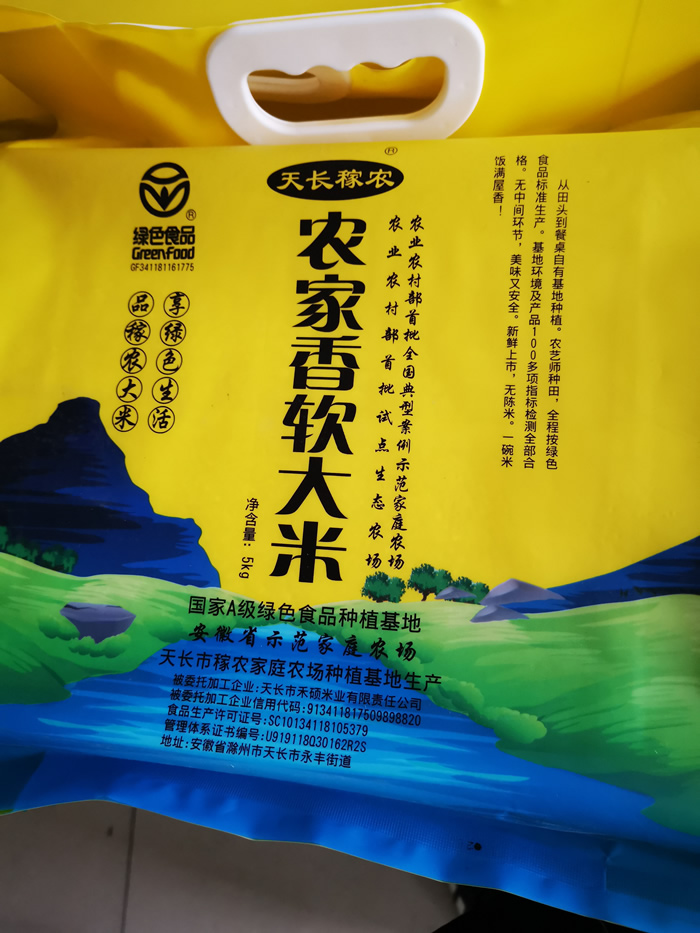 天长稼农
®
绿色食品
®
GreenFood
GF341181161775
享绿色生活
品稼农大米
农家香软大米
净含量：5kg
农业农村部首批全国典型案例示范家庭农场
农业农村部首批试点生态农场
从田头到餐桌自有基地种植。农艺师种田，全程按绿色
食品标准生产。基地环境及产品100多项指标检测全部合
格。无中间环节，美味又安全。新鲜上市，无陈米。一碗米
饭满屋香！
国家A级绿色食品种植基地
安徽省示范家庭农场
天长市稼农家庭农场种植基地生产
被委托加工企业：天长市禾硕米业有限责任公司
被委托加工企业信用代码：913411817509898820
食品生产许可证号：SC10134118105379
管理体系证书编号：U919118Q30162R2S
地址：安徽省滁州市天长市永丰街道